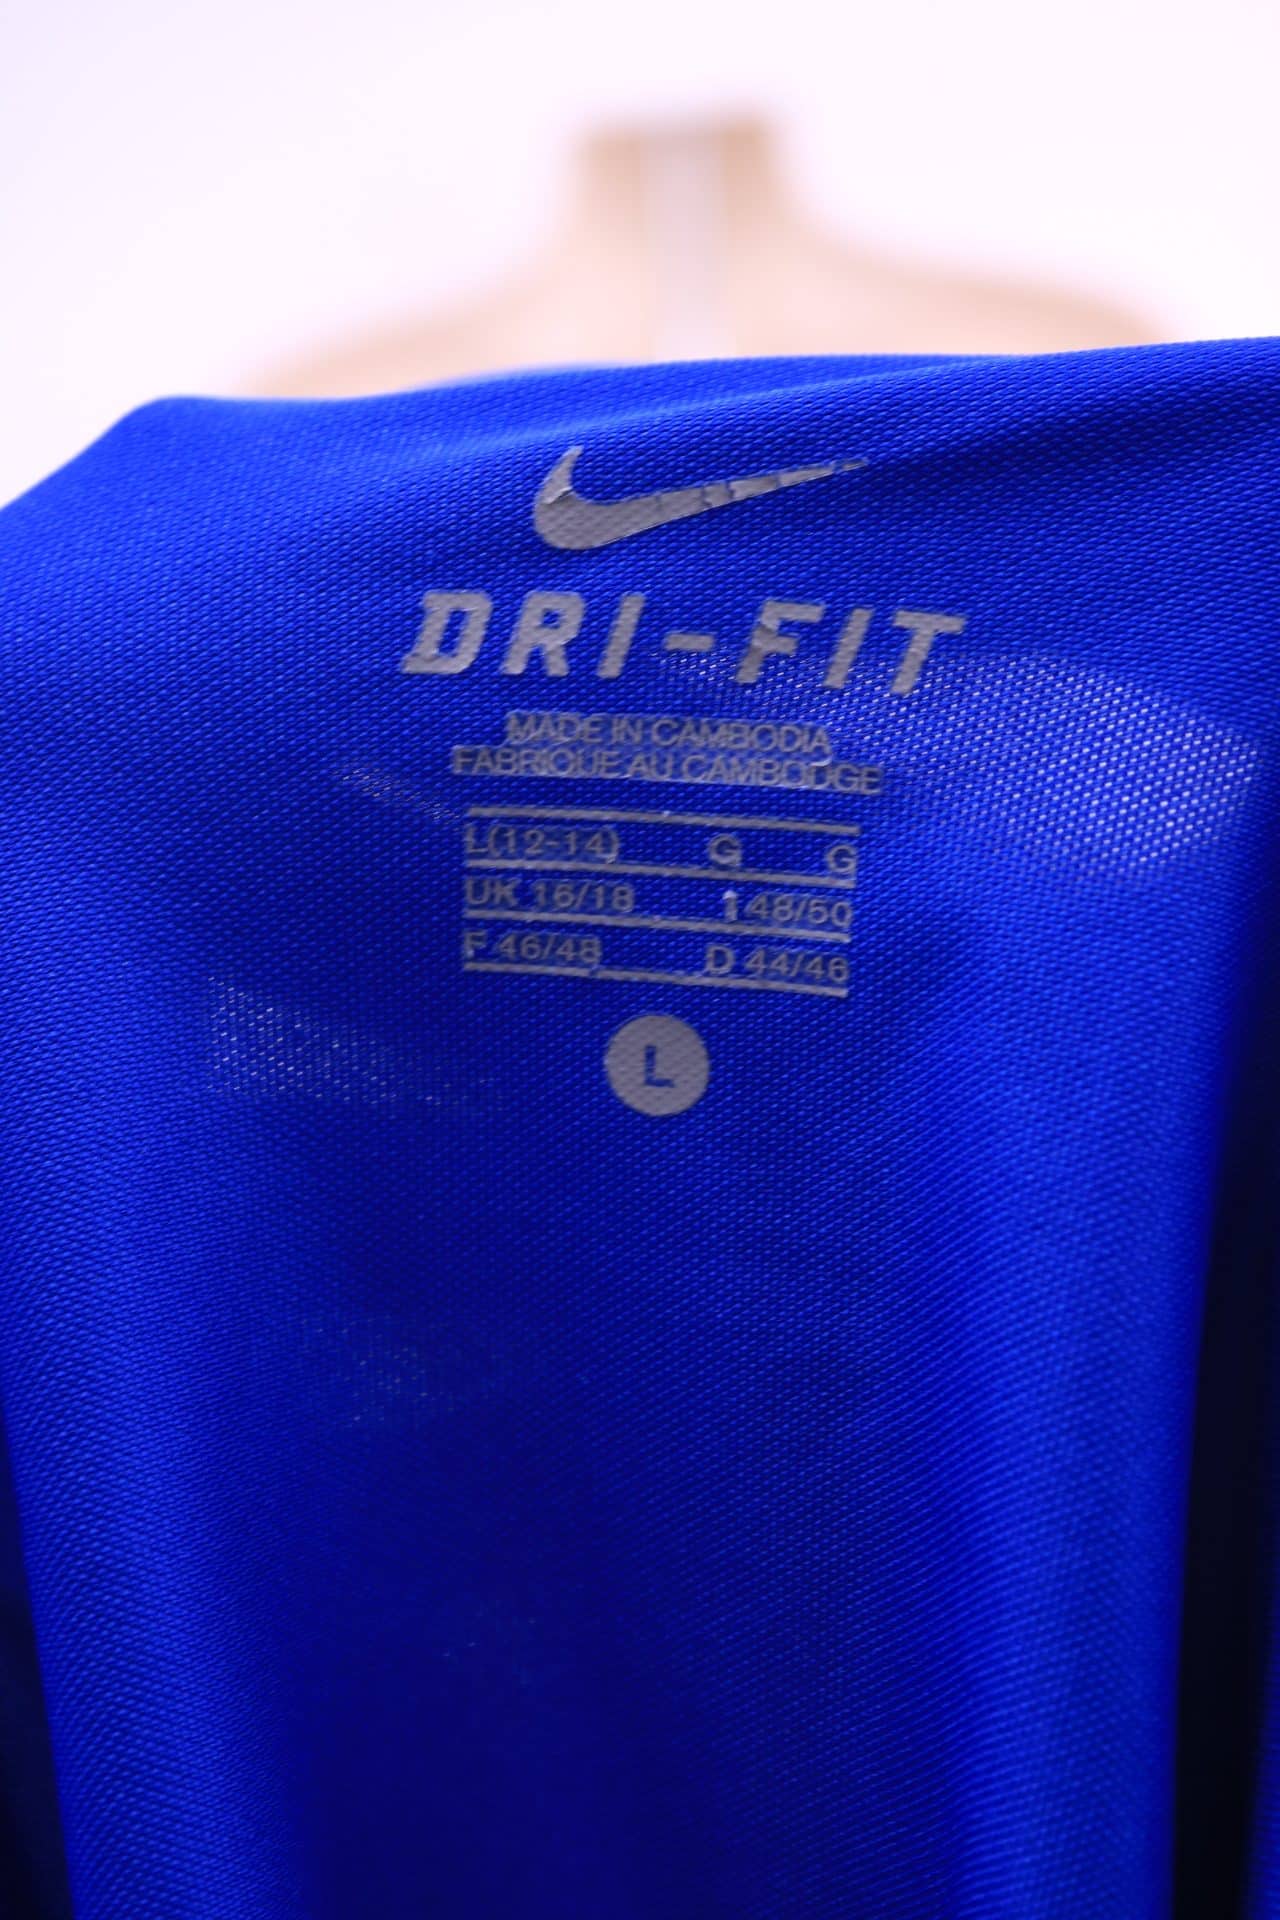 DRI-FIT
MADE IN CAMBODIA
FABRIQUE AU CAMBODGE
L(12-14) G G
UK 16/18 I 48/50
F 46/48 D 44/46
L